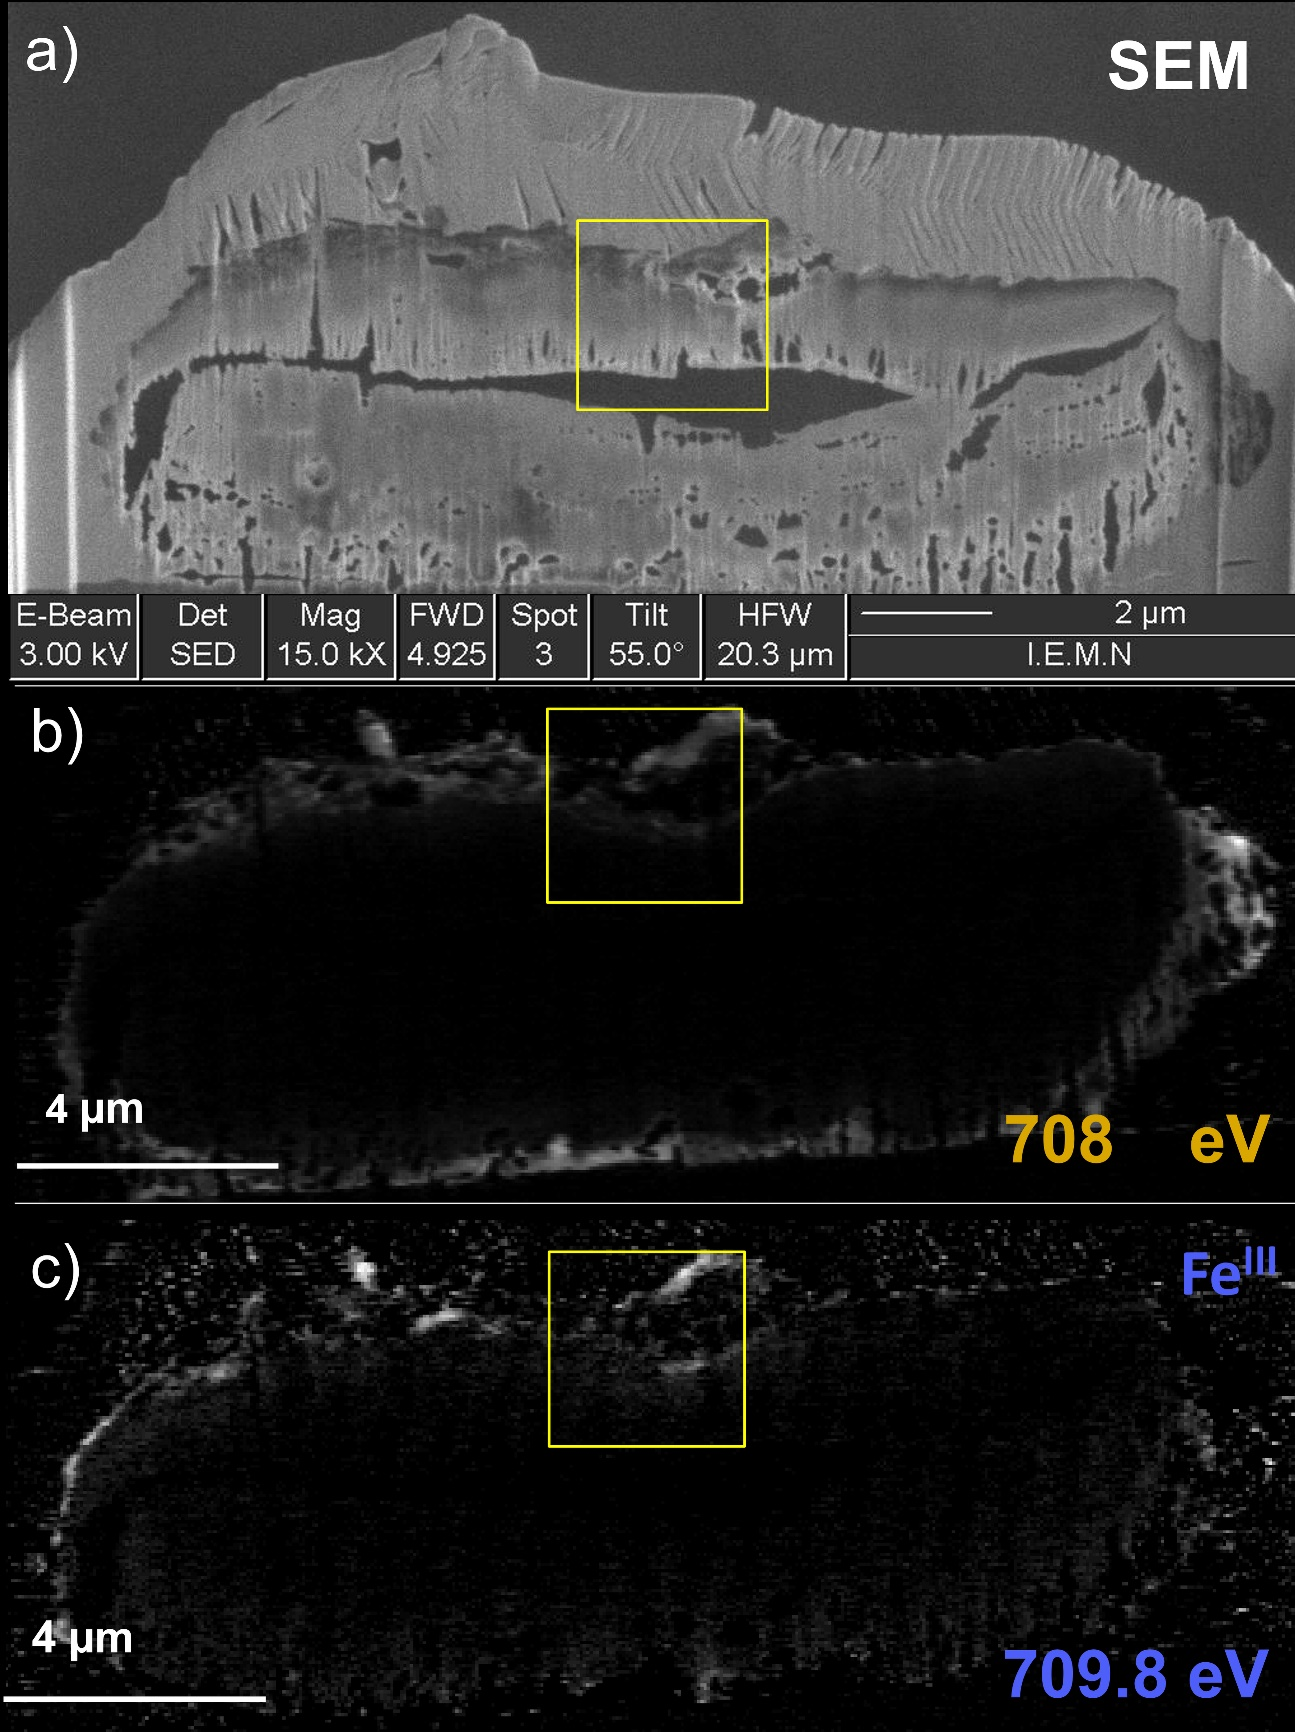 a)
SEM
E-Beam Det Mag FWD Spot Tilt HFW 2 µm
3.00 kV SED 15.0 kX 4.925 3 55.0° 20.3 µm I.E.M.N
b)
4 µm
708 eV
c)
Fe^III
4 µm
709.8 eV